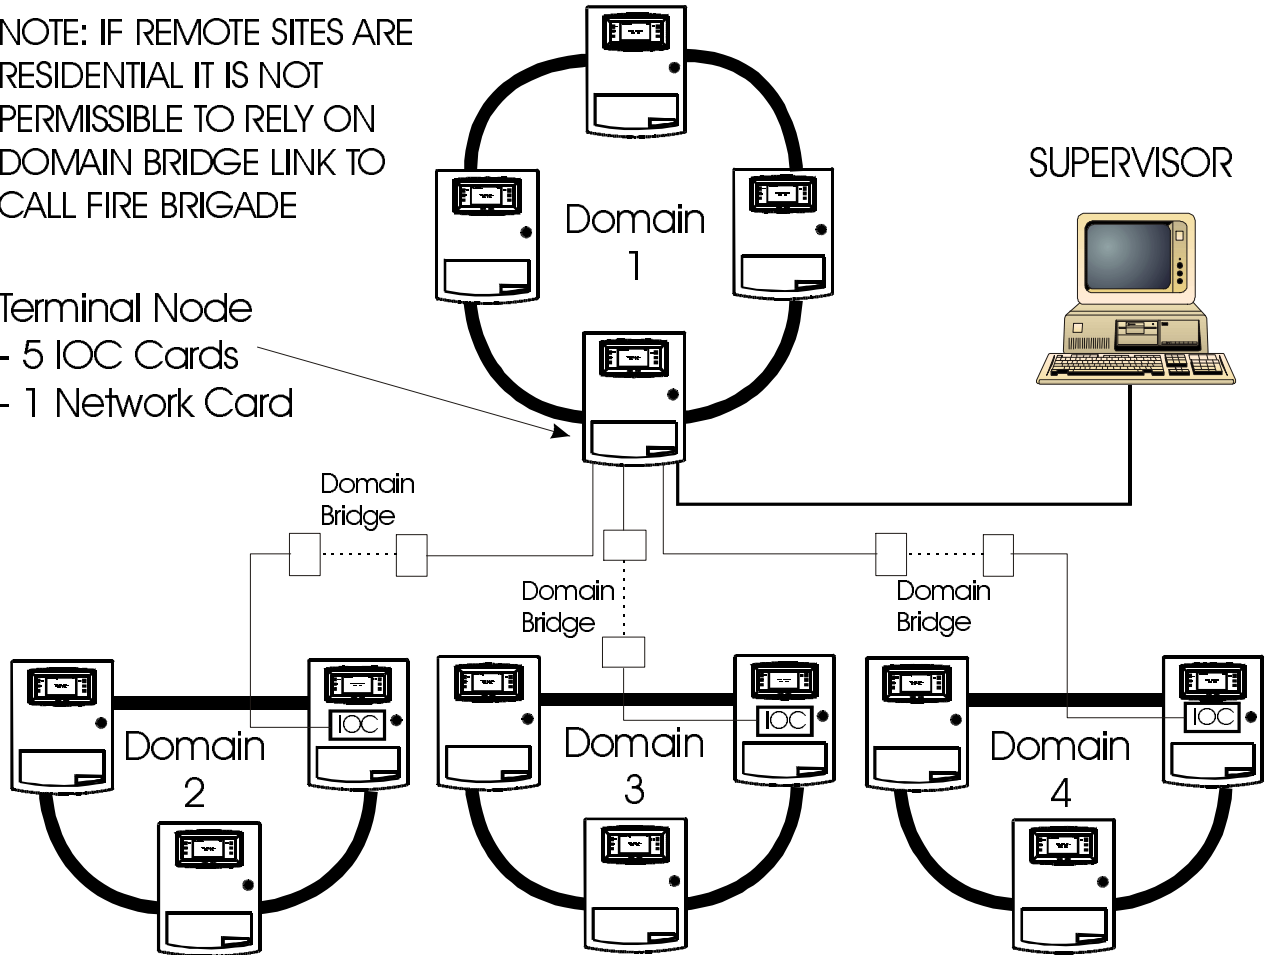 NOTE: IF REMOTE SITES ARE
RESIDENTIAL IT IS NOT
PERMISSIBLE TO RELY ON
DOMAIN BRIDGE LINK TO
CALL FIRE BRIGADE
SUPERVISOR
Domain
1
Terminal Node
- 5 IOC Cards
- 1 Network Card
Domain
Bridge
Domain
Bridge
Domain
Bridge
IOC
IOC
IOC
Domain
2
Domain
3
Domain
4